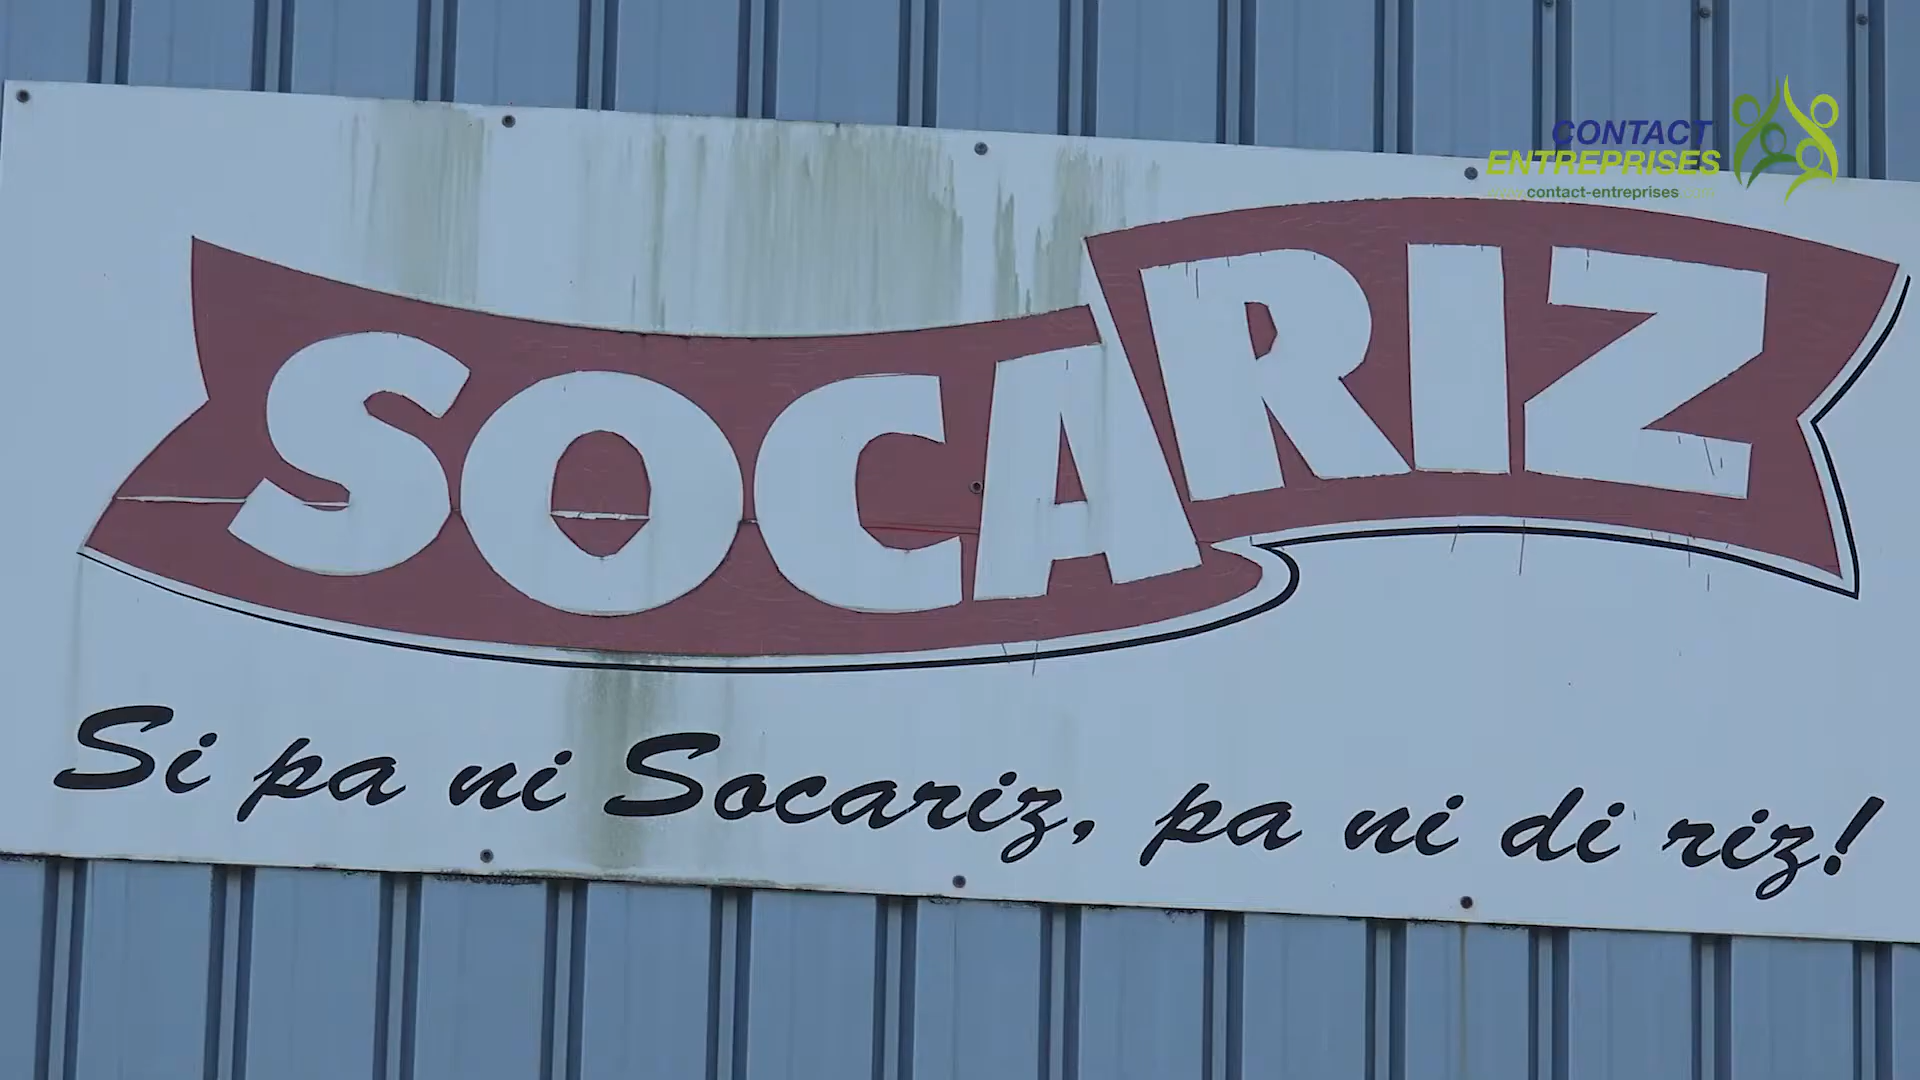 CONTACT
ENTREPRISES
contact-entreprises
SOCARIZ
Si pa ni Socariz, pa ni di riz!